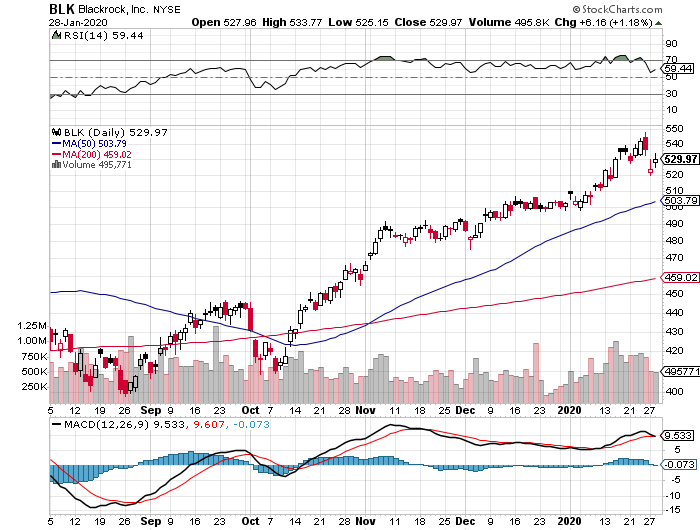 BLK Blackrock, Inc. NYSE
© StockCharts.com
28-Jan-2020 Open 527.96 High 533.77 Low 525.15 Close 529.97 Volume 495.8K Chg +6.16 (+1.18%)
RSI(14) 59.44
90
70
59.44
50
30
10
BLK (Daily) 529.97
MA(50) 503.79
MA(200) 459.02
Volume 495,771
550
540
529.97
520
510
503.79
490
480
470
459.02
450
440
430
420
400
1.25M
1.00M
750K
500K
250K
495771
5 12 19 26 Sep 9 16 23 Oct 7 14 21 28 Nov 11 18 25 Dec 9 16 23 2020 13 21 27
MACD(12,26,9) 9.533, 9.607, -0.073
9.533
5
-0.073
-5
-10
-15
5 12 19 26 Sep 9 16 23 Oct 7 14 21 28 Nov 11 18 25 Dec 9 16 23 2020 13 21 27